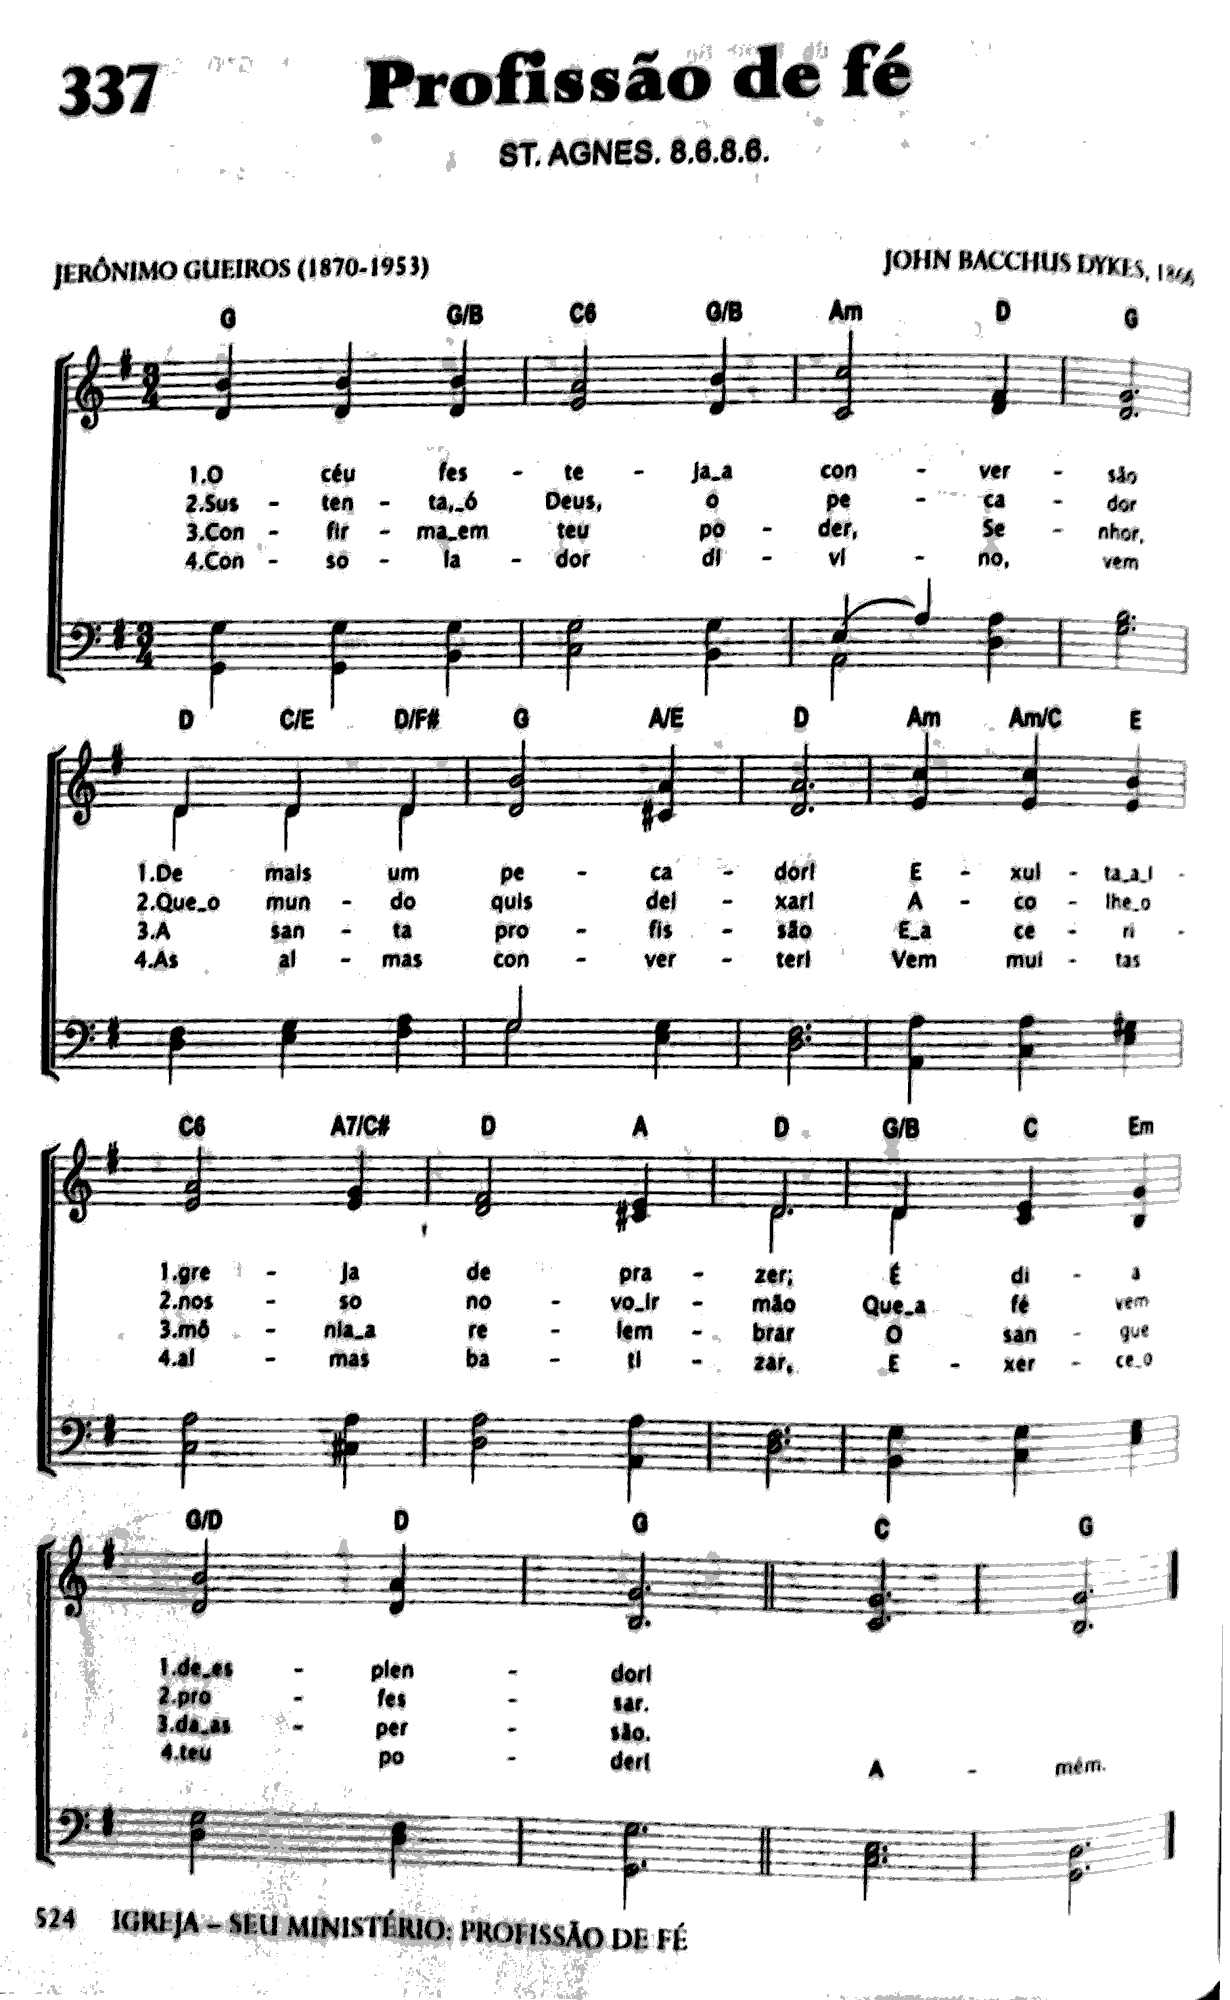 337 Profissão de fé
ST. AGNES. 8.6.8.6.
JERÔNIMO GUEIROS (1870-1953) JOHN BACCHUS DYKES, 1866
G G/B C6 G/B Am D G
1.O céu fes - te - ja_a con - ver - são
2.Sus - ten - ta,_ó Deus, o pe - ca - dor
3.Con - fir - ma_em teu po - der, Se - nhor,
4.Con - so - la - dor di - vi - no, vem
D C/E D/F# G A/E D Am Am/C E
1.De mais um pe - ca - dor! E - xul - ta_a_i -
2.Que_o mun - do quis dei - xar! A - co - lhe_o
3.A san - ta pro - fis - são E_a ce - ri -
4.As al - mas con - ver - ter! Vem mui - tas
C6 A7/C# D A D G/B C Em
1.gre - ja de pra - zer; É di - a
2.nos - so no - vo_ir - mão Que_a fé vem
3.mô - nia_a re - lem - brar O san - gue
4.al - mas ba - ti - zar, E - xer - ce_o
G/D D G C G
1.de_es - plen - dor!
2.pro - fes - sar.
3.da_as - per - são.
4.teu po - der! A - mém.
524 IGREJA – SEU MINISTÉRIO: PROFISSÃO DE FÉ